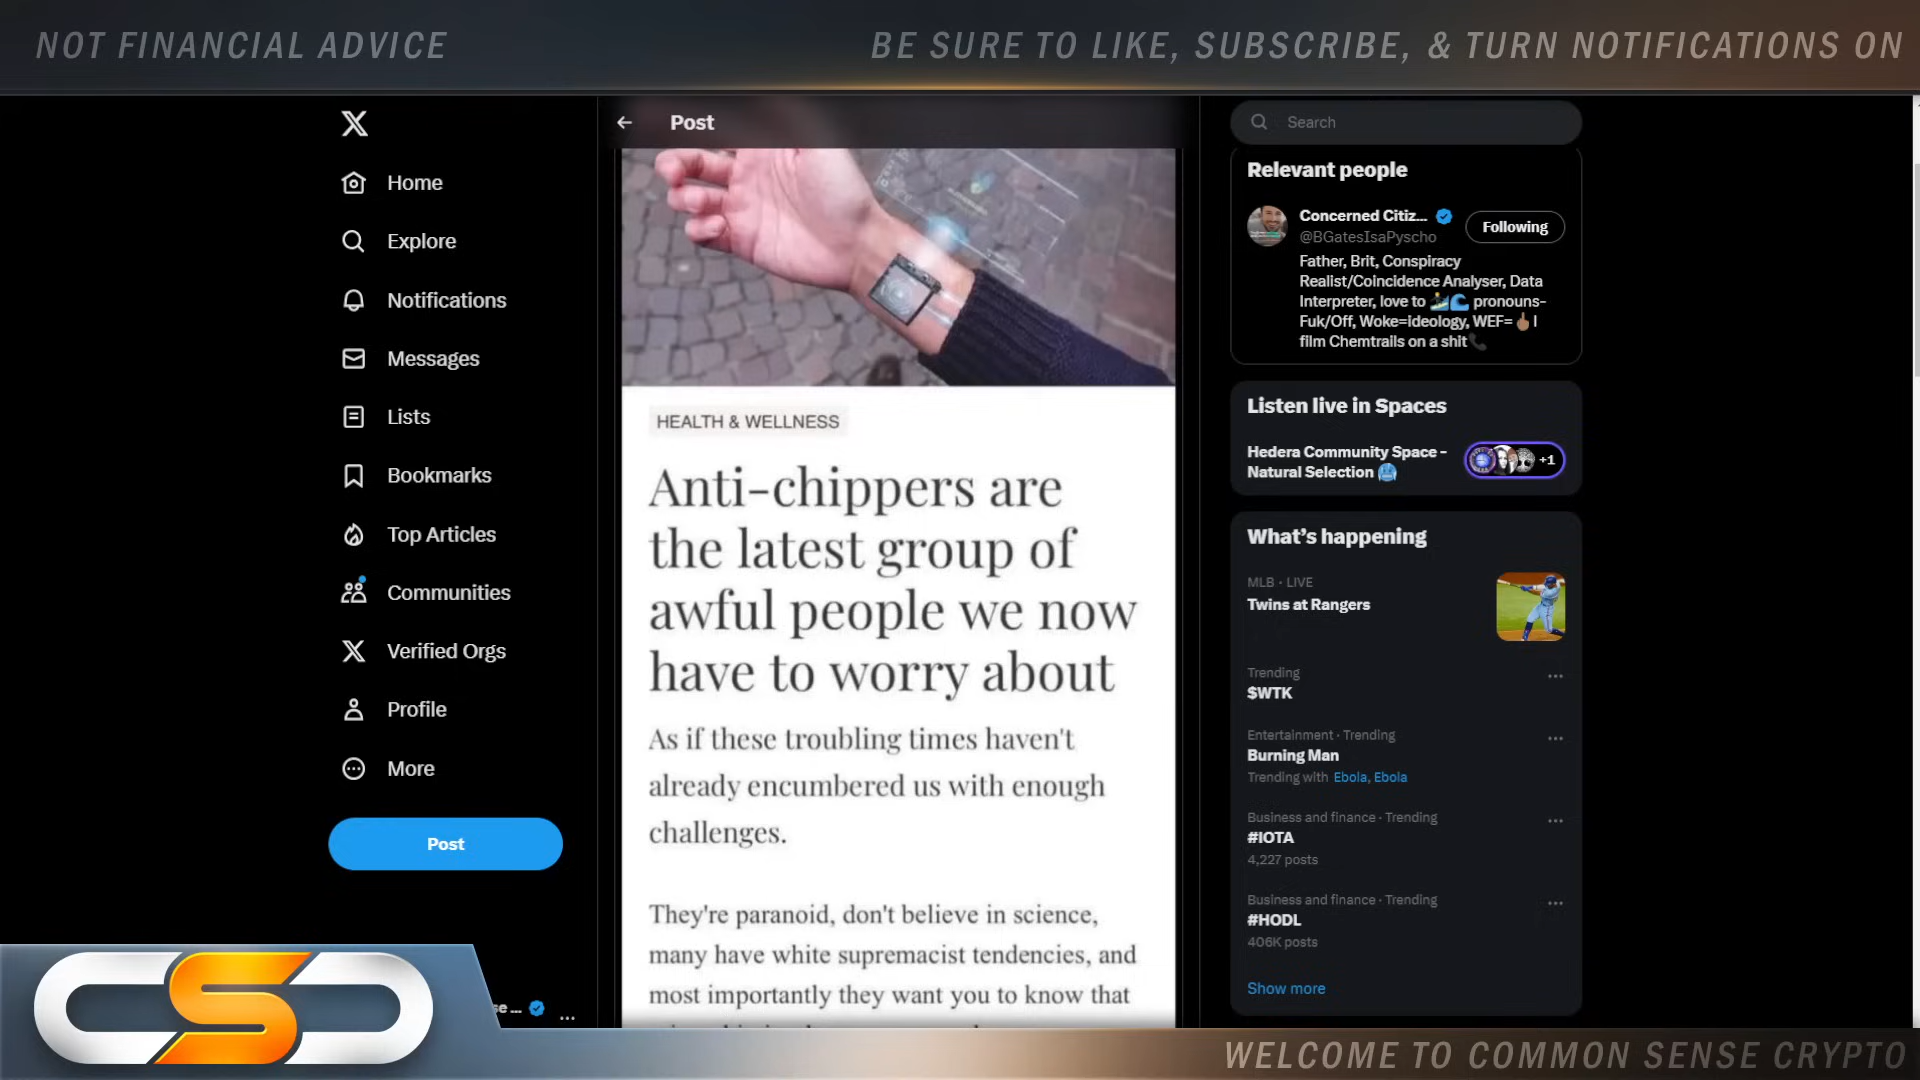 NOT FINANCIAL ADVICE
BE SURE TO LIKE, SUBSCRIBE, & TURN NOTIFICATIONS ON
Home
Explore
Notifications
Messages
Lists
Bookmarks
Top Articles
Communities
Verified Orgs
Profile
More
Post
se ...
Post
HEALTH & WELLNESS
Anti-chippers are
the latest group of
awful people we now
have to worry about
As if these troubling times haven't
already encumbered us with enough
challenges.
They're paranoid, don't believe in science,
many have white supremacist tendencies, and
most importantly they want you to know that
Search
Relevant people
Concerned Citiz...
@BGatesIsaPyscho
Following
Father, Brit, Conspiracy
Realist/Coincidence Analyser, Data
Interpreter, love to 🏄🌊 pronouns-
Fuk/Off, Woke=ideology, WEF=🖕🏽I
film Chemtrails on a shit📞
Listen live in Spaces
Hedera Community Space -
Natural Selection 🥶
+1
What's happening
MLB · LIVE
Twins at Rangers
Trending
$WTK
Entertainment · Trending
Burning Man
Trending with Ebola, Ebola
Business and finance · Trending
#IOTA
4,227 posts
Business and finance · Trending
#HODL
406K posts
Show more
CSC
WELCOME TO COMMON SENSE CRYPTO